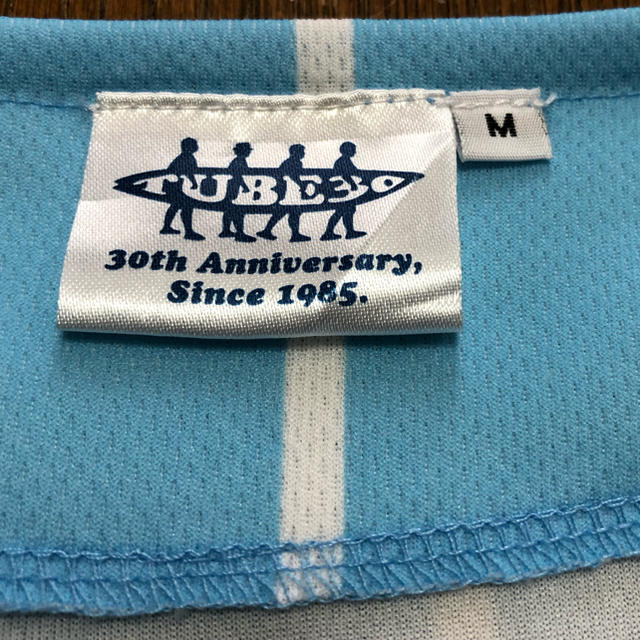 TUBE30
30th Anniversary,
Since 1985.
M